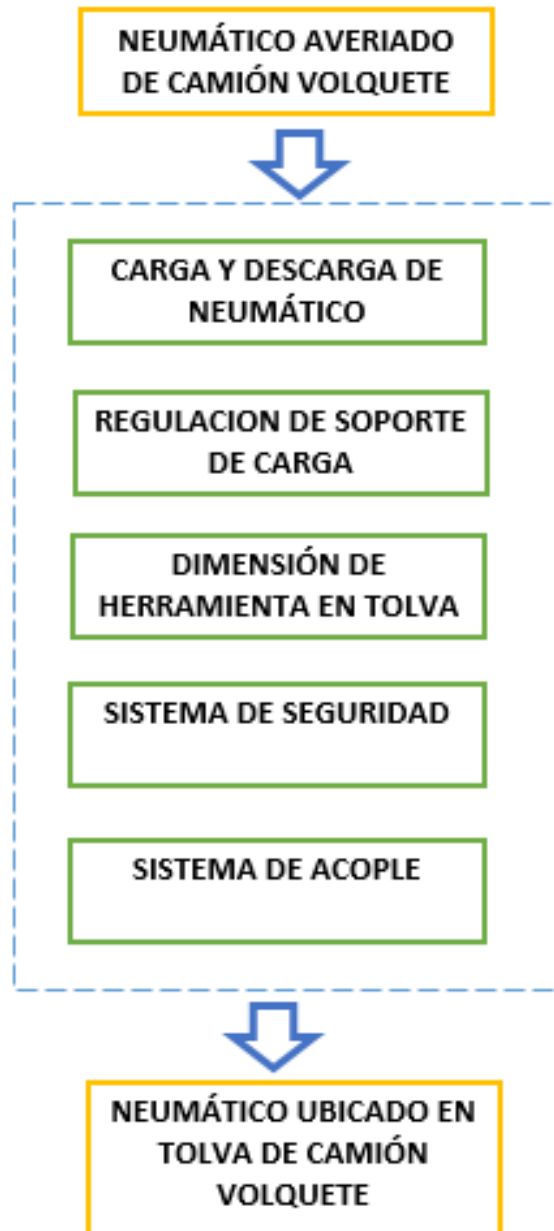 NEUMÁTICO AVERIADO
DE CAMIÓN VOLQUETE
CARGA Y DESCARGA DE
NEUMÁTICO
REGULACION DE SOPORTE
DE CARGA
DIMENSIÓN DE
HERRAMIENTA EN TOLVA
SISTEMA DE SEGURIDAD
SISTEMA DE ACOPLE
NEUMÁTICO UBICADO EN
TOLVA DE CAMIÓN
VOLQUETE